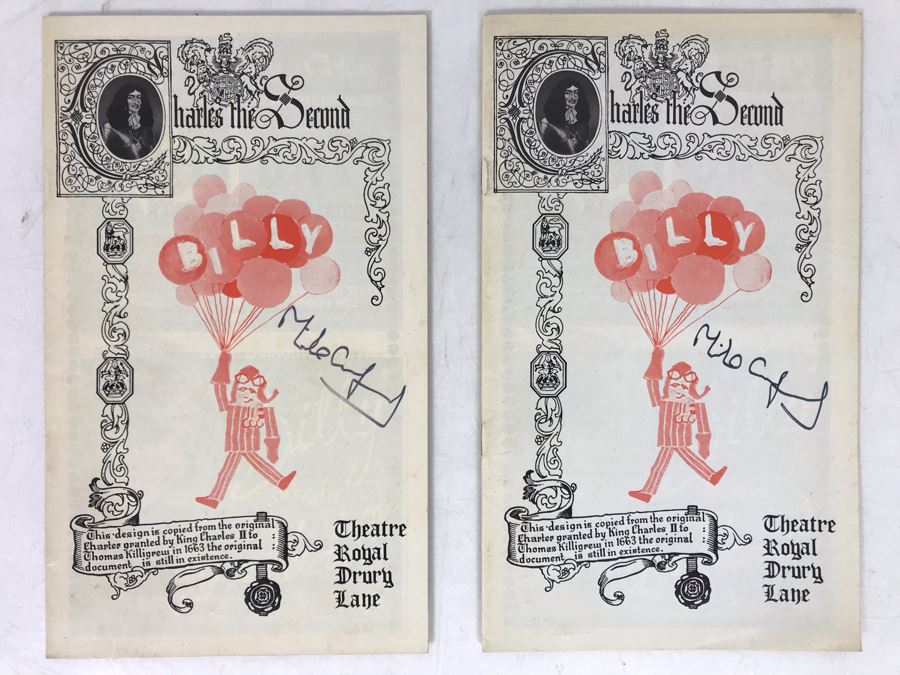 Charles the Second
BILLY
This design is copied from the original
Charter granted by King Charles II to :
Thomas Killigrew in 1663 the original :
document is still in existence.
Theatre
Royal
Drury
Lane
Charles the Second
BILLY
This design is copied from the original
Charter granted by King Charles II to :
Thomas Killigrew in 1663 the original :
document is still in existence.
Theatre
Royal
Drury
Lane